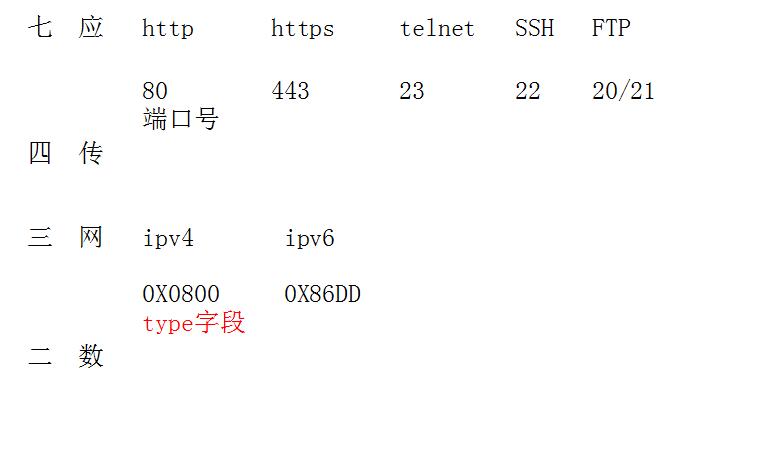 七 应 http https telnet SSH FTP
80 443 23 22 20/21
端口号
四 传
三 网 ipv4 ipv6
0X0800 0X86DD
type字段
二 数